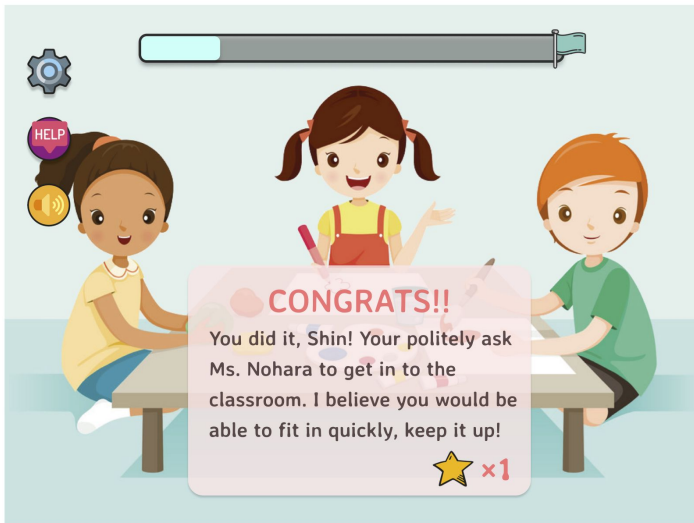 HELP
CONGRATS!!
You did it, Shin! Your politely ask
Ms. Nohara to get in to the
classroom. I believe you would be
able to fit in quickly, keep it up!
×1